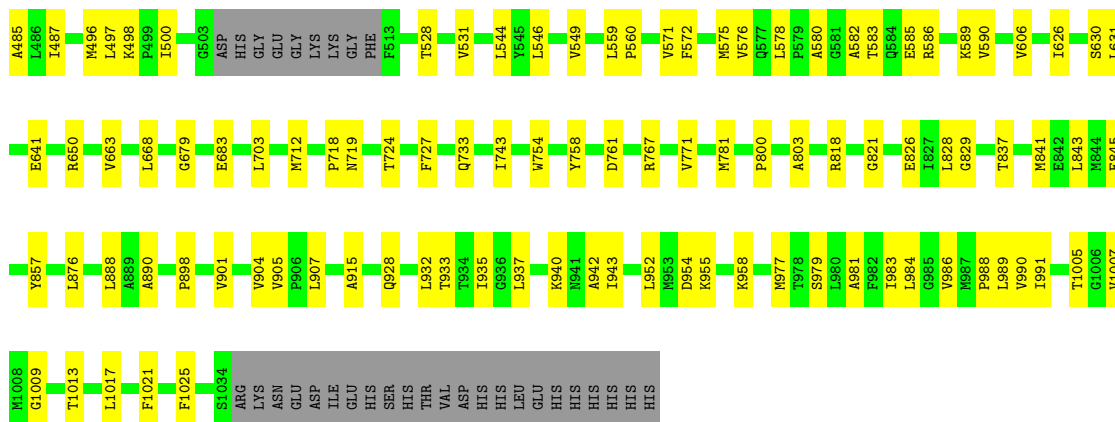 A485 L486 I487 M496 L497 K498 P499 I500 G503 ASP HIS GLY GLU GLY LYS LYS GLY PHE F513 T528 V531 L544 Y545 L546 V549 L559 P560 V571 F572 M575 V576 Q577 L578 P579 A580 G581 A582 T583 Q584 E585 R586 K589 V590 V606 I626 S630 L631
E641 R650 V663 L668 G679 E683 L703 M712 P718 N719 T724 F727 Q733 I743 W754 Y758 D761 R767 V771 M781 P800 A803 R818 G821 E826 I827 L828 G829 T837 M841 E842 L843 M844 E845
Y857 L876 L888 A889 A890 P898 V901 V904 V905 P906 L907 A915 Q928 L932 T933 T934 I935 G936 L937 K940 N941 A942 I943 L952 M953 D954 K955 K958 M977 T978 S979 L980 A981 F982 I983 L984 G985 V986 M987 P988 L989 V990 I991 T1005 G1006 V1007
M1008 G1009 T1013 L1017 F1021 F1025 S1034 ARG LYS ASN GLU ASP ILE GLU HIS SER HIS THR VAL ASP HIS HIS LEU GLU HIS HIS HIS HIS HIS HIS